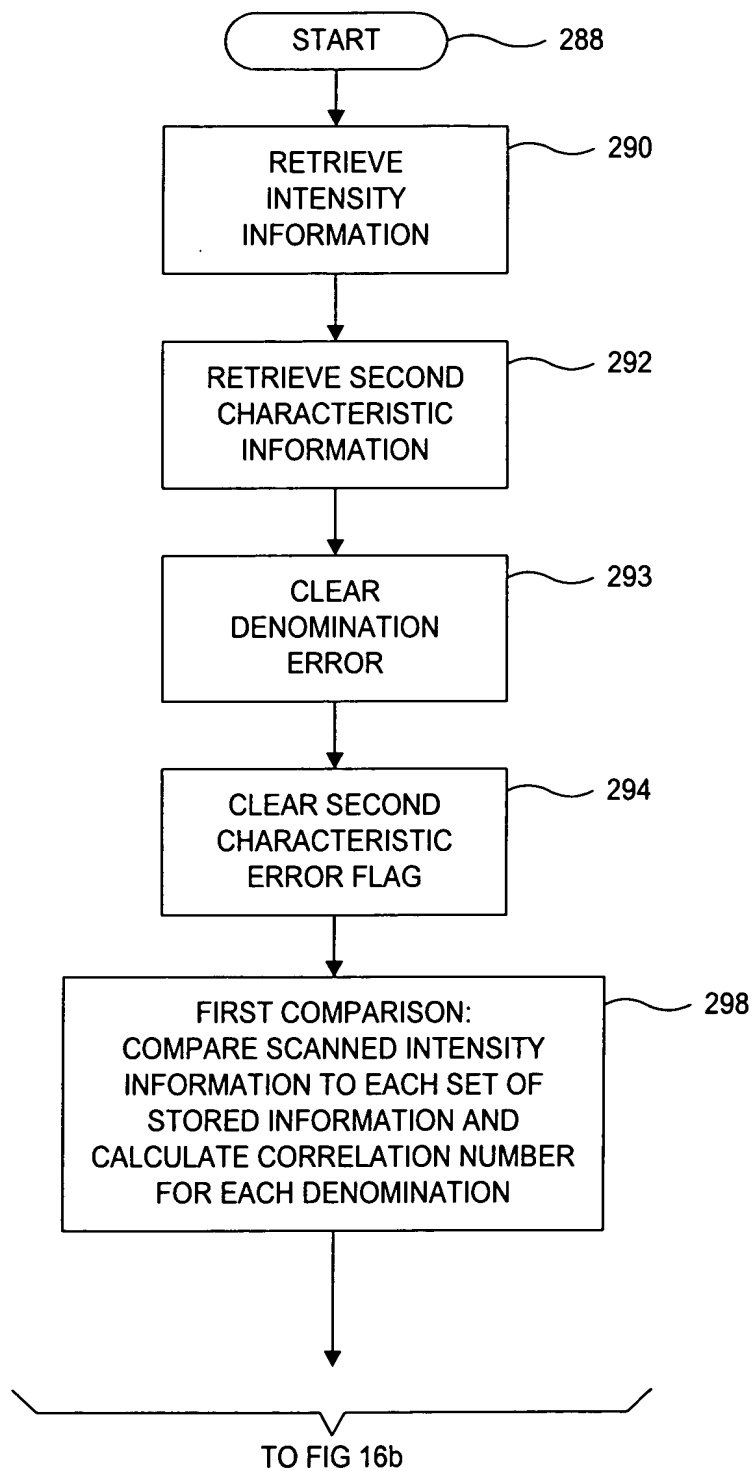 START
288
RETRIEVE
INTENSITY
INFORMATION
290
RETRIEVE SECOND
CHARACTERISTIC
INFORMATION
292
CLEAR
DENOMINATION
ERROR
293
CLEAR SECOND
CHARACTERISTIC
ERROR FLAG
294
FIRST COMPARISON:
COMPARE SCANNED INTENSITY
INFORMATION TO EACH SET OF
STORED INFORMATION AND
CALCULATE CORRELATION NUMBER
FOR EACH DENOMINATION
298
TO FIG 16b